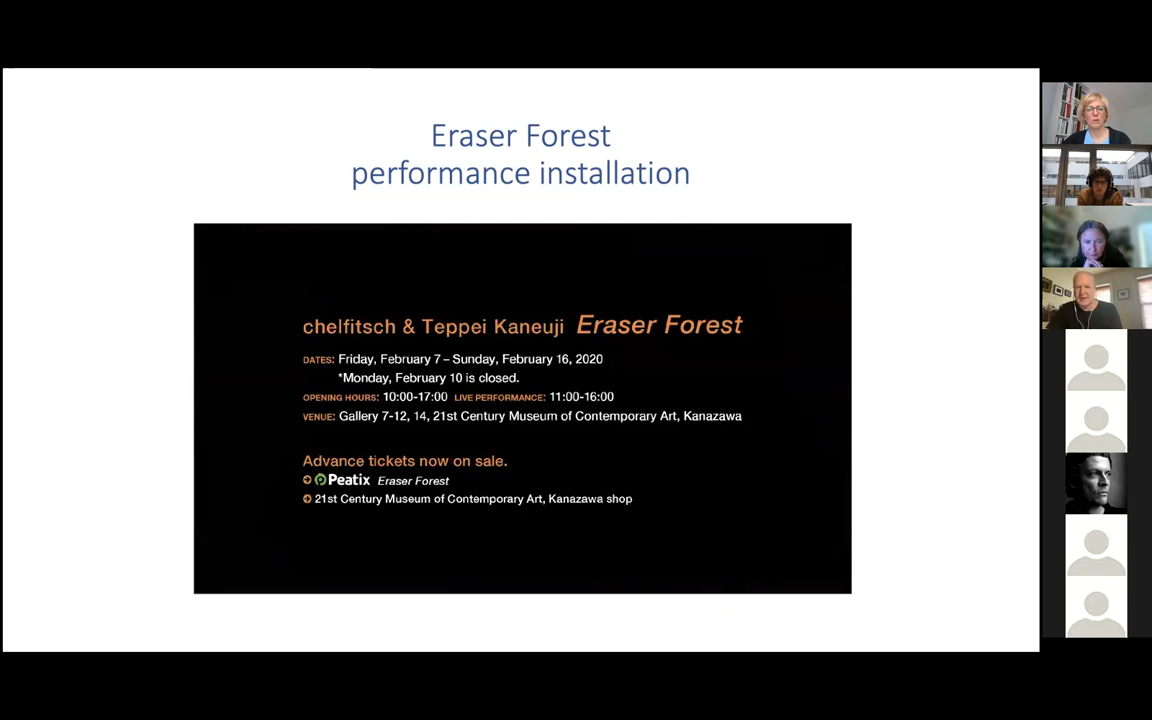 Eraser Forest
performance installation
chelfitsch & Teppei Kaneuji Eraser Forest
DATES: Friday, February 7 – Sunday, February 16, 2020
*Monday, February 10 is closed.
OPENING HOURS: 10:00-17:00 LIVE PERFORMANCE: 11:00-16:00
VENUE: Gallery 7-12, 14, 21st Century Museum of Contemporary Art, Kanazawa
Advance tickets now on sale.
Peatix Eraser Forest
21st Century Museum of Contemporary Art, Kanazawa shop